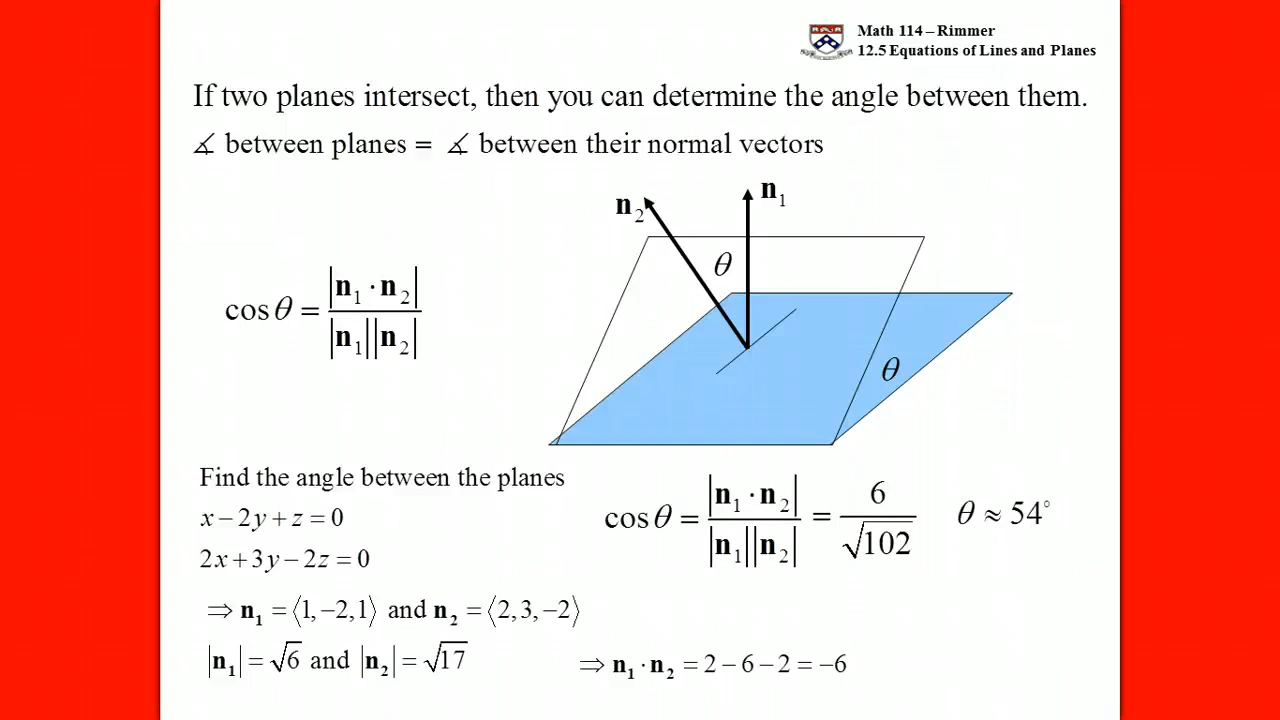 Math 114 – Rimmer
12.5 Equations of Lines and Planes
If two planes intersect, then you can determine the angle between them.
∡ between planes = ∡ between their normal vectors
n₂
n₁
θ
cos θ = |n₁ · n₂| / |n₁||n₂|
θ
Find the angle between the planes
x − 2y + z = 0
2x + 3y − 2z = 0
cos θ = |n₁ · n₂| / |n₁||n₂| = 6 / √102
θ ≈ 54°
⇒ n₁ = ⟨1, −2, 1⟩ and n₂ = ⟨2, 3, −2⟩
|n₁| = √6 and |n₂| = √17
⇒ n₁ · n₂ = 2 − 6 − 2 = −6